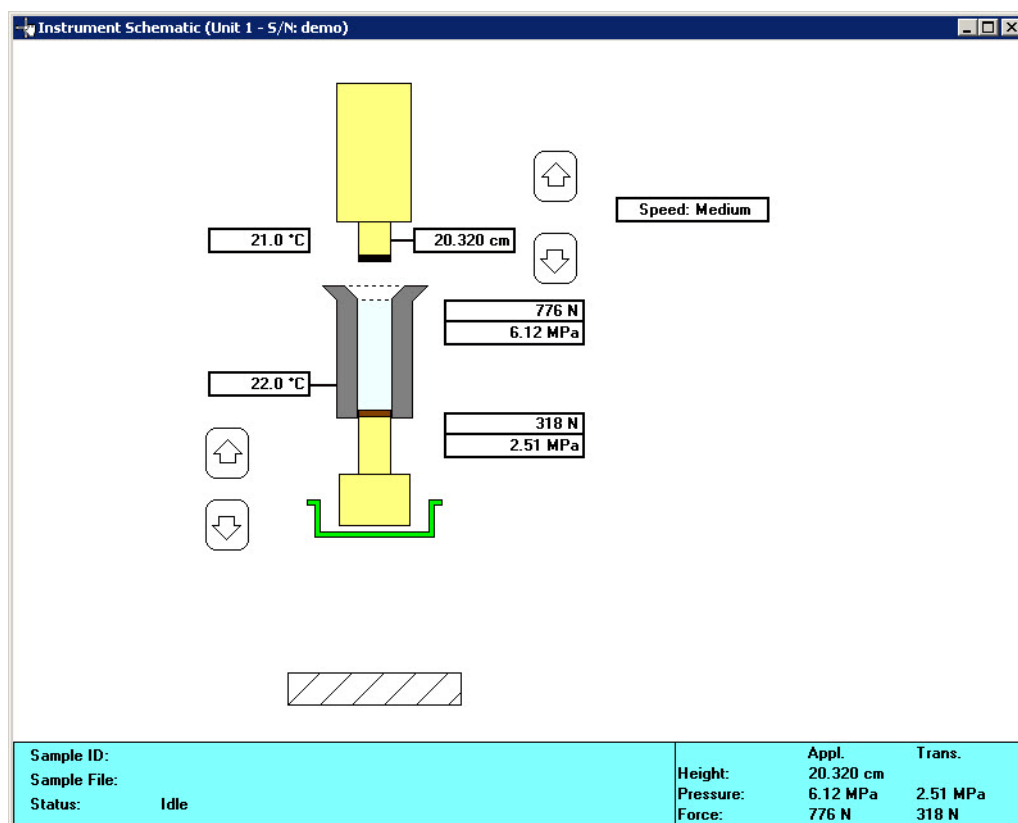 Instrument Schematic (Unit 1 - S/N: demo)
Speed: Medium
21.0 °C
20.320 cm
776 N
6.12 MPa
22.0 °C
318 N
2.51 MPa
Sample ID:
Sample File:
Status: Idle
Appl. Trans.
Height: 20.320 cm
Pressure: 6.12 MPa 2.51 MPa
Force: 776 N 318 N